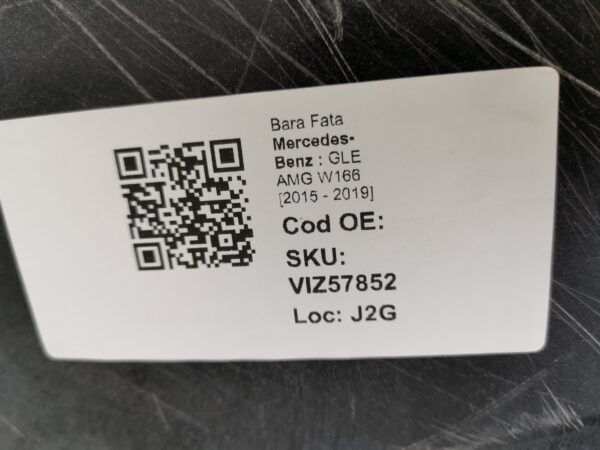 Bara Fata
Mercedes-
Benz : GLE
AMG W166
[2015 - 2019]
Cod OE:
SKU:
VIZ57852
Loc: J2G